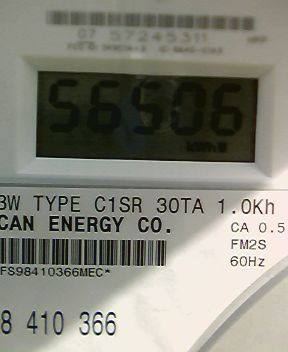 07 57245311
56506
kWh
3W TYPE C1SR 30TA 1.0Kh
CAN ENERGY CO.
CA 0.5
FM2S
60Hz
FS98410366MEC*
8 410 366